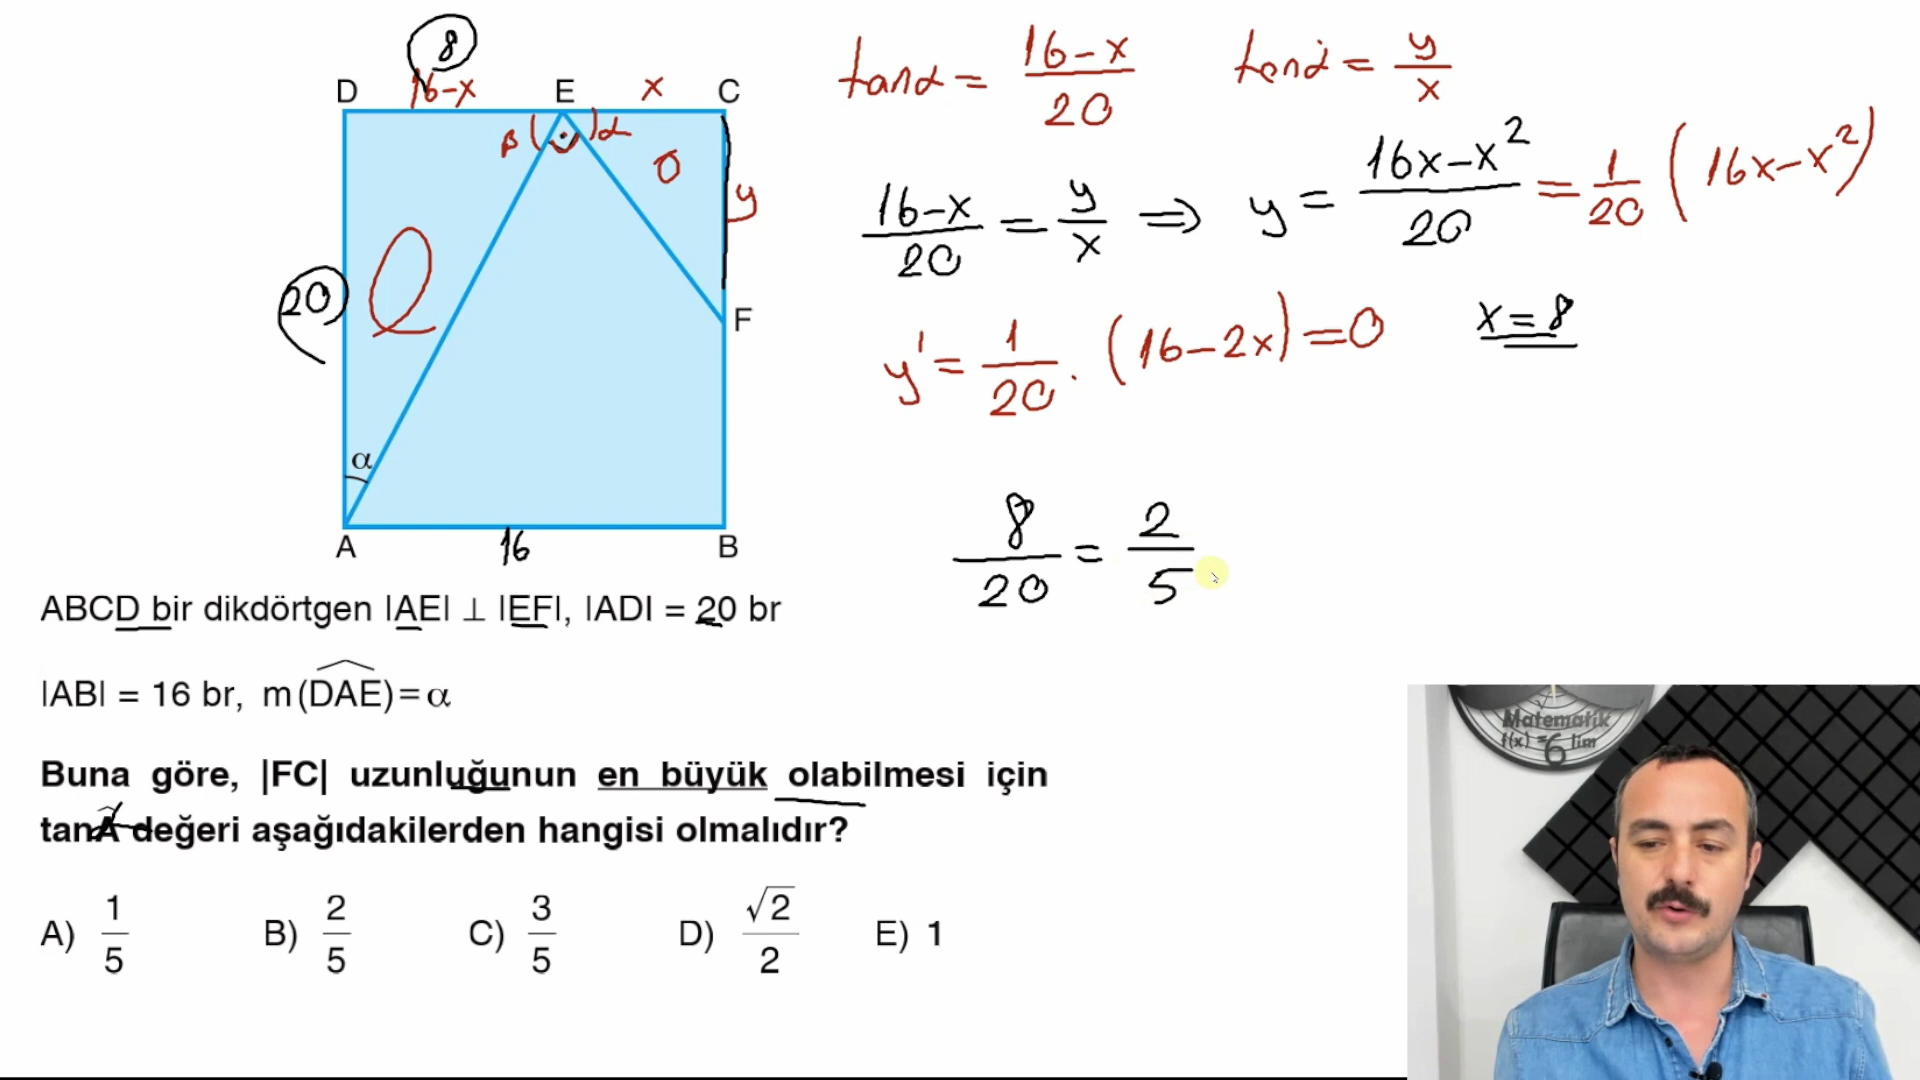 8
D 16-x E x C
β α
O
y
20
F
α
A 16 B
tanα = 16-x / 20
tanα = y / x
16-x / 20 = y / x ⇒ y = 16x-x² / 20 = 1 / 20 (16x-x²)
y' = 1 / 20 . (16-2x) = 0
x = 8
8 / 20 = 2 / 5
ABCD bir dikdörtgen |AE| ⊥ |EF|, |AD| = 20 br
|AB| = 16 br, m(DAE) = α
Buna göre, |FC| uzunluğunun en büyük olabilmesi için
tanA değeri aşağıdakilerden hangisi olmalıdır?
A) 1/5 B) 2/5 C) 3/5 D) √2/2 E) 1
Matematik
f(x) = 6 lim